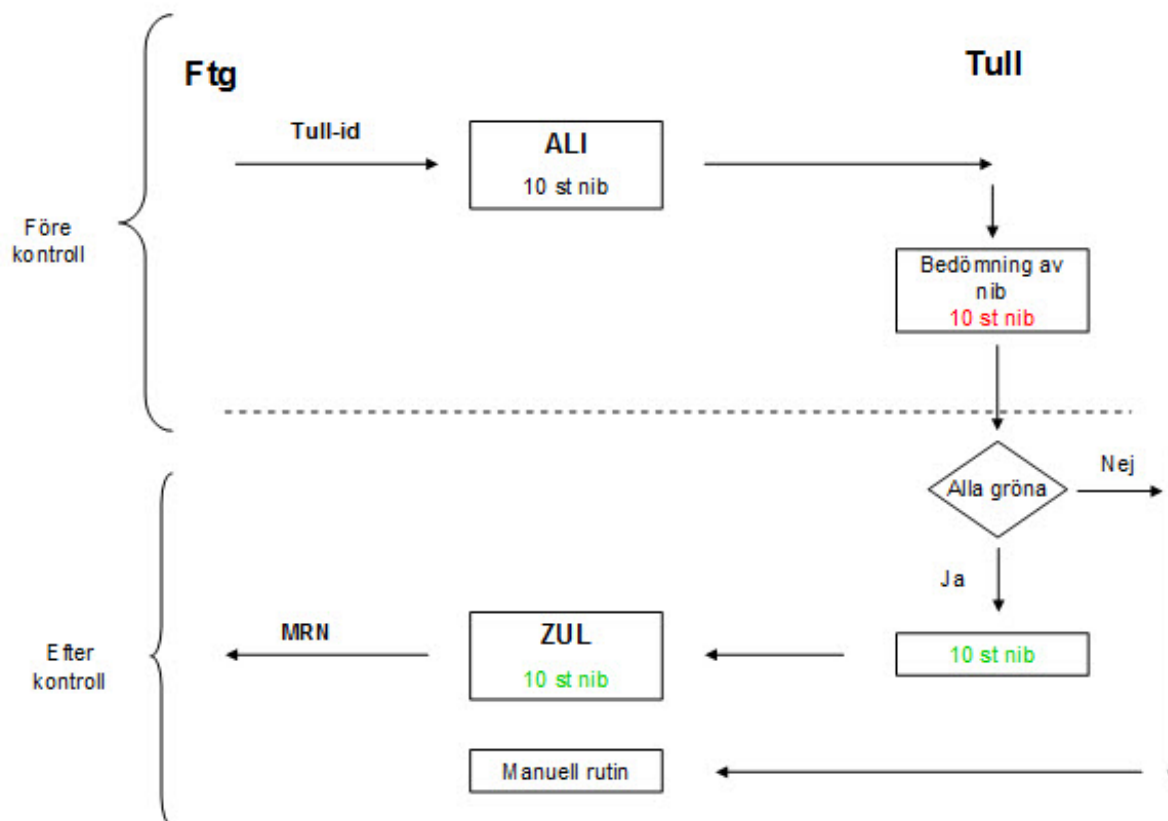 Ftg
Tull
Tull-id
ALI
10 st nib
Före
kontroll
Bedömning av
nib
10 st nib
Alla gröna
Nej
Ja
Efter
kontroll
MRN
ZUL
10 st nib
10 st nib
Manuell rutin